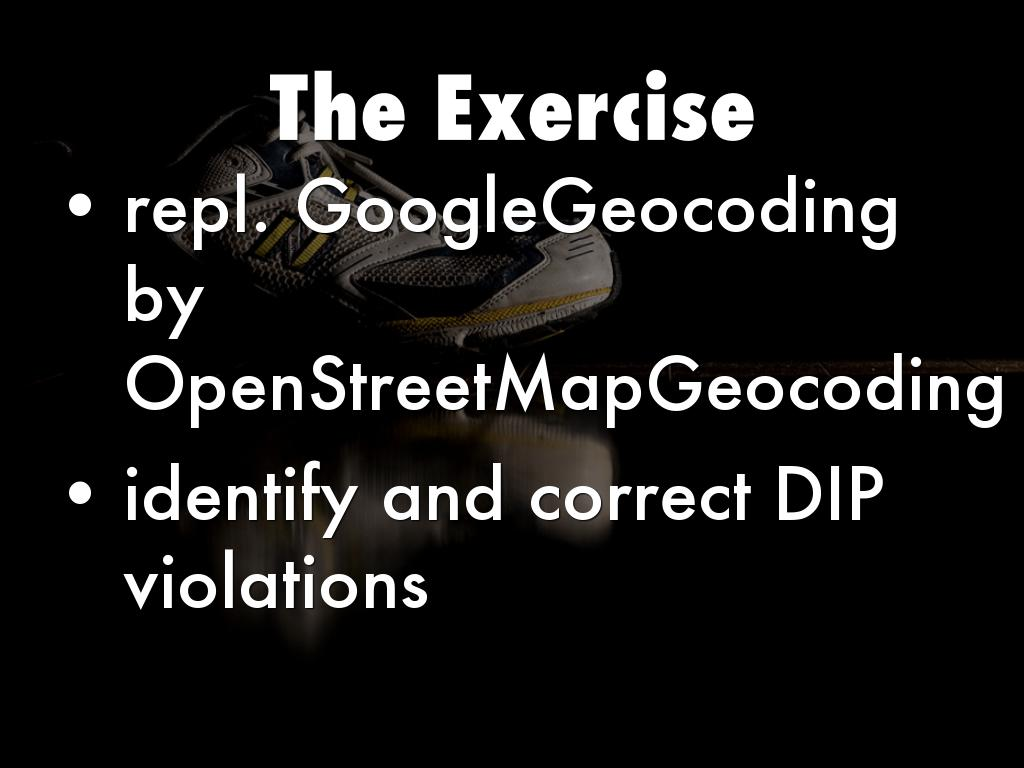 The Exercise
• repl. GoogleGeocoding
by
OpenStreetMapGeocoding
• identify and correct DIP
violations